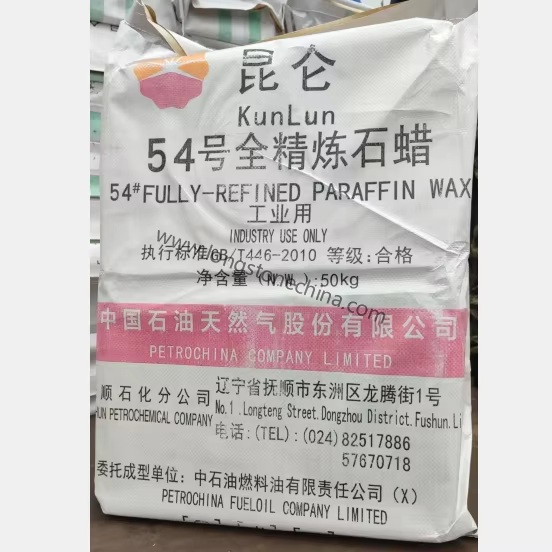 昆仑
KunLun
54号全精炼石蜡
54#FULLY-REFINED PARAFFIN WAX
工业用
INDUSTRY USE ONLY
执行标准:GB/T446-2010 等级:合格
净含量 (N.W.):50kg
www.longstonechina.com
中国石油天然气股份有限公司
PETROCHINA COMPANY LIMITED
顺石化分公司
UN PETROCHEMICAL COMPANY
辽宁省抚顺市东洲区龙腾街1号
No.1 .Longteng Street.Dongzhou District.Fushun.Li
电话:(TEL):(024)82517886
57670718
委托成型单位: 中石油燃料油有限责任公司(X)
PETROCHINA FUELOIL COMPANY LIMITED